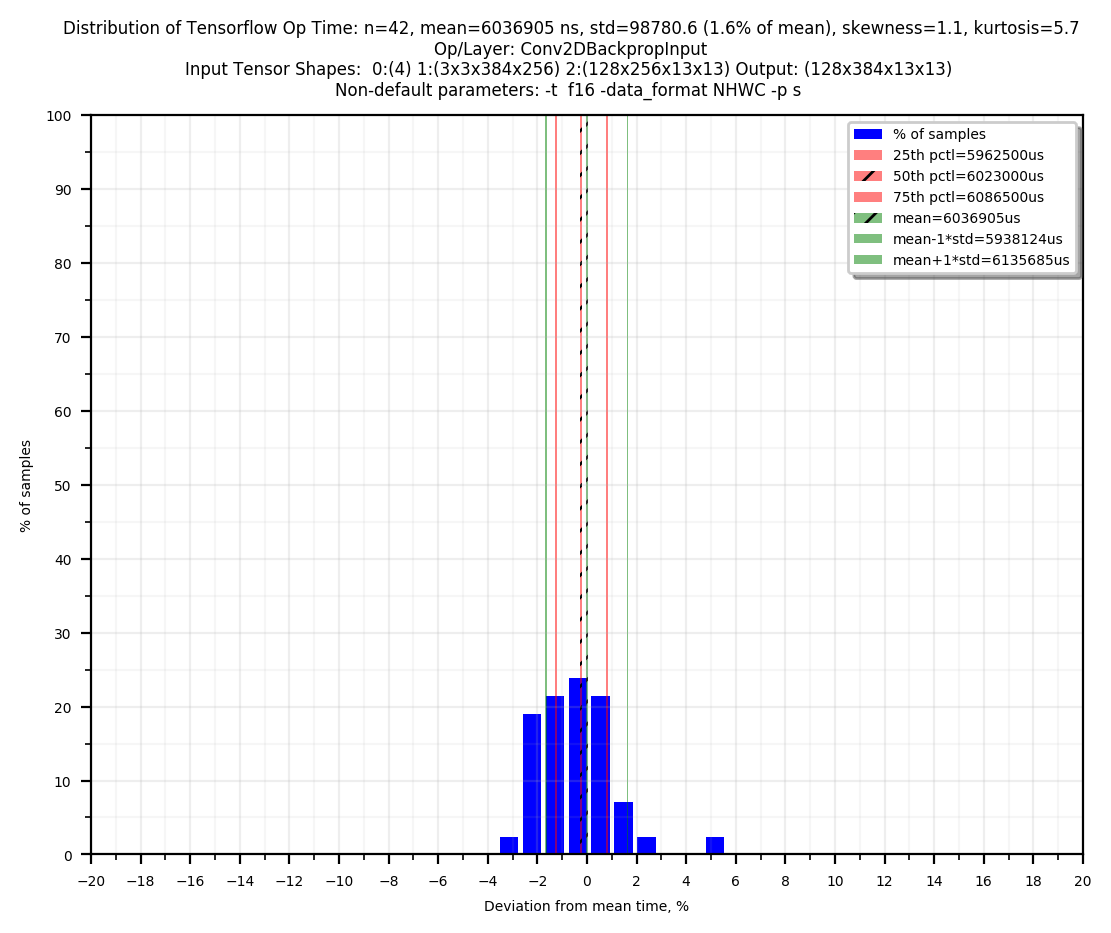 Distribution of Tensorflow Op Time: n=42, mean=6036905 ns, std=98780.6 (1.6% of mean), skewness=1.1, kurtosis=5.7
Op/Layer: Conv2DBackpropInput
Input Tensor Shapes:  0:(4) 1:(3x3x384x256) 2:(128x256x13x13) Output: (128x384x13x13)
Non-default parameters: -t  f16 -data_format NHWC -p s
100
90
80
70
60
50
40
30
20
10
0
% of samples
% of samples
25th pctl=5962500us
50th pctl=6023000us
75th pctl=6086500us
mean=6036905us
mean-1*std=5938124us
mean+1*std=6135685us
−20 −18 −16 −14 −12 −10 −8 −6 −4 −2 0 2 4 6 8 10 12 14 16 18 20
Deviation from mean time, %